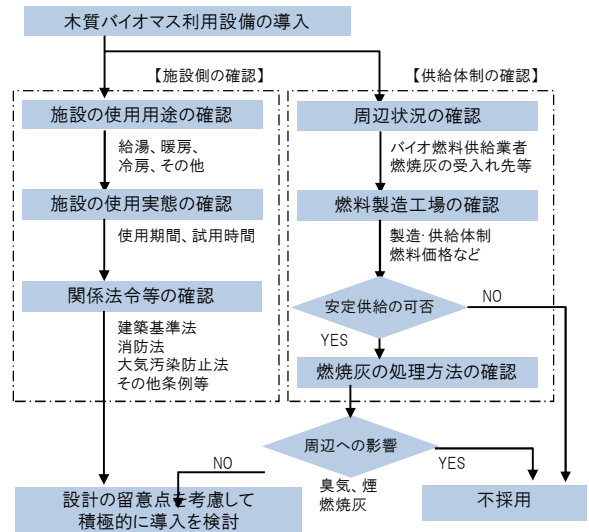 木質バイオマス利用設備の導入
【施設側の確認】
施設の使用用途の確認
給湯、暖房、
冷房、その他
施設の使用実態の確認
使用期間、試用時間
関係法令等の確認
建築基準法
消防法
大気汚染防止法
その他条例等
【供給体制の確認】
周辺状況の確認
バイオ燃料供給業者
燃焼灰の受入れ先等
燃料製造工場の確認
製造・供給体制
燃料価格など
安定供給の可否
NO
YES
燃焼灰の処理方法の確認
周辺への影響
NO
YES
臭気、煙
燃焼灰
設計の留意点を考慮して
積極的に導入を検討
不採用